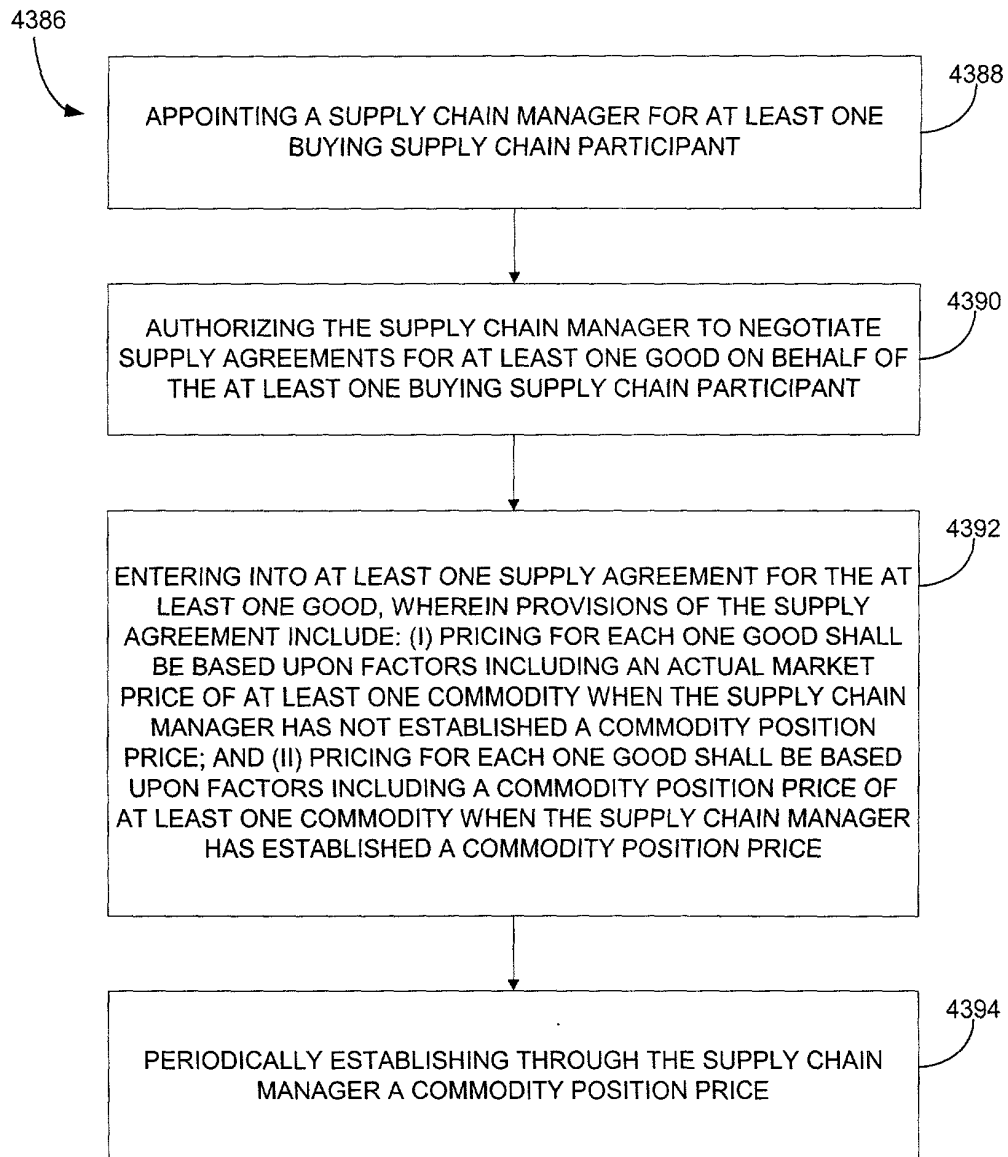 4386
4388
APPOINTING A SUPPLY CHAIN MANAGER FOR AT LEAST ONE
BUYING SUPPLY CHAIN PARTICIPANT
4390
AUTHORIZING THE SUPPLY CHAIN MANAGER TO NEGOTIATE
SUPPLY AGREEMENTS FOR AT LEAST ONE GOOD ON BEHALF OF
THE AT LEAST ONE BUYING SUPPLY CHAIN PARTICIPANT
4392
ENTERING INTO AT LEAST ONE SUPPLY AGREEMENT FOR THE AT
LEAST ONE GOOD, WHEREIN PROVISIONS OF THE SUPPLY
AGREEMENT INCLUDE: (I) PRICING FOR EACH ONE GOOD SHALL
BE BASED UPON FACTORS INCLUDING AN ACTUAL MARKET
PRICE OF AT LEAST ONE COMMODITY WHEN THE SUPPLY CHAIN
MANAGER HAS NOT ESTABLISHED A COMMODITY POSITION
PRICE; AND (II) PRICING FOR EACH ONE GOOD SHALL BE BASED
UPON FACTORS INCLUDING A COMMODITY POSITION PRICE OF
AT LEAST ONE COMMODITY WHEN THE SUPPLY CHAIN MANAGER
HAS ESTABLISHED A COMMODITY POSITION PRICE
4394
PERIODICALLY ESTABLISHING THROUGH THE SUPPLY CHAIN
MANAGER A COMMODITY POSITION PRICE